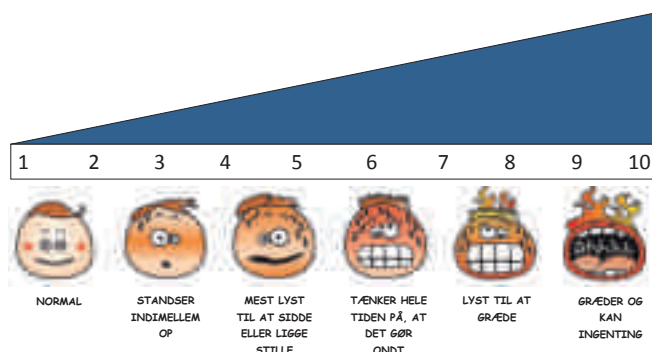 1 2 3 4 5 6 7 8 9 10
NORMAL
STANDSER
INDIMELLEM
OP
MEST LYST
TIL AT SIDDE
ELLER LIGGE
STILLE
TÆNKER HELE
TIDEN PÅ, AT
DET GØR
ONDT
LYST TIL AT
GRÆDE
GRÆDER OG
KAN
INGENTING